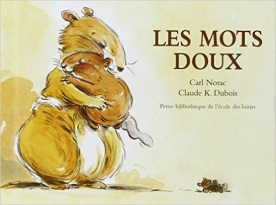 LES MOTS
DOUX
Carl Norac
Claude K. Dubois
Petite bibliothèque de l'école des loisirs